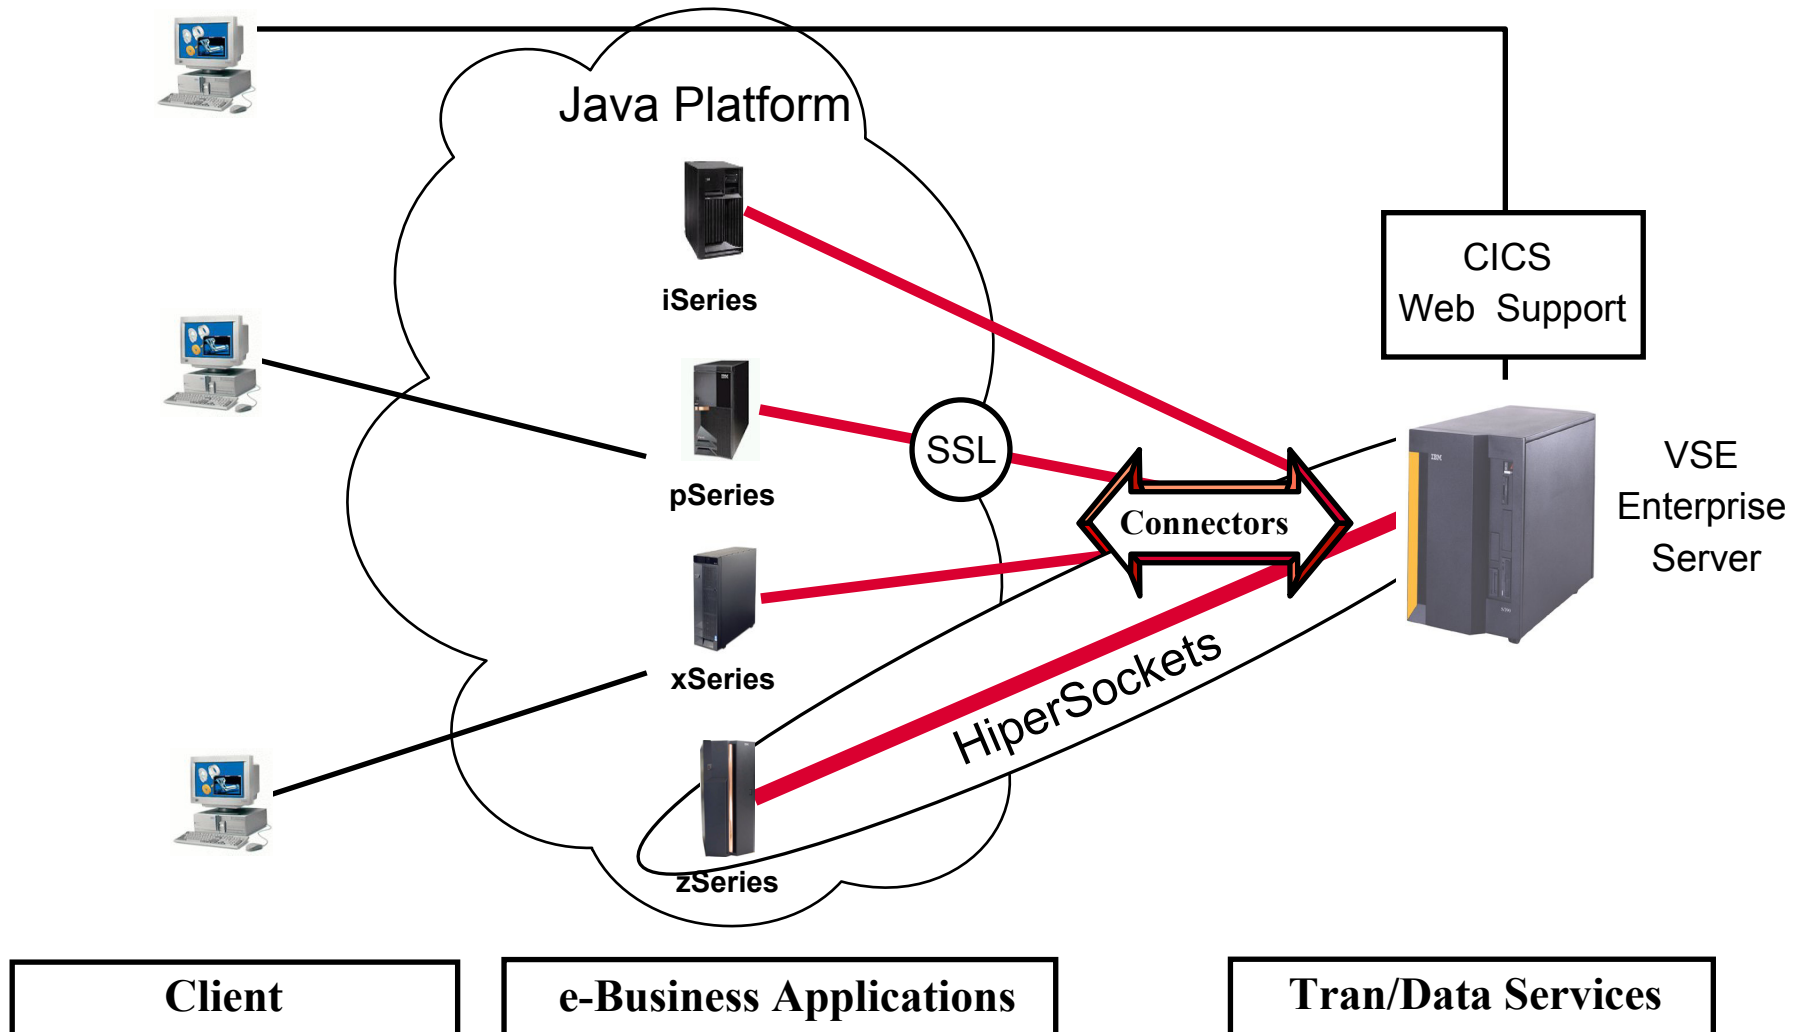 Java Platform
iSeries
CICS
Web Support
pSeries
SSL
Connectors
VSE
Enterprise
Server
IBM
xSeries
HiperSockets
zSeries
Client
e-Business Applications
Tran/Data Services